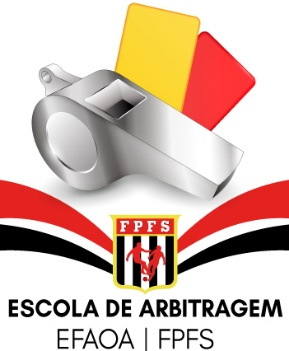 FPFS
ESCOLA DE ARBITRAGEM
EFAOA | FPFS